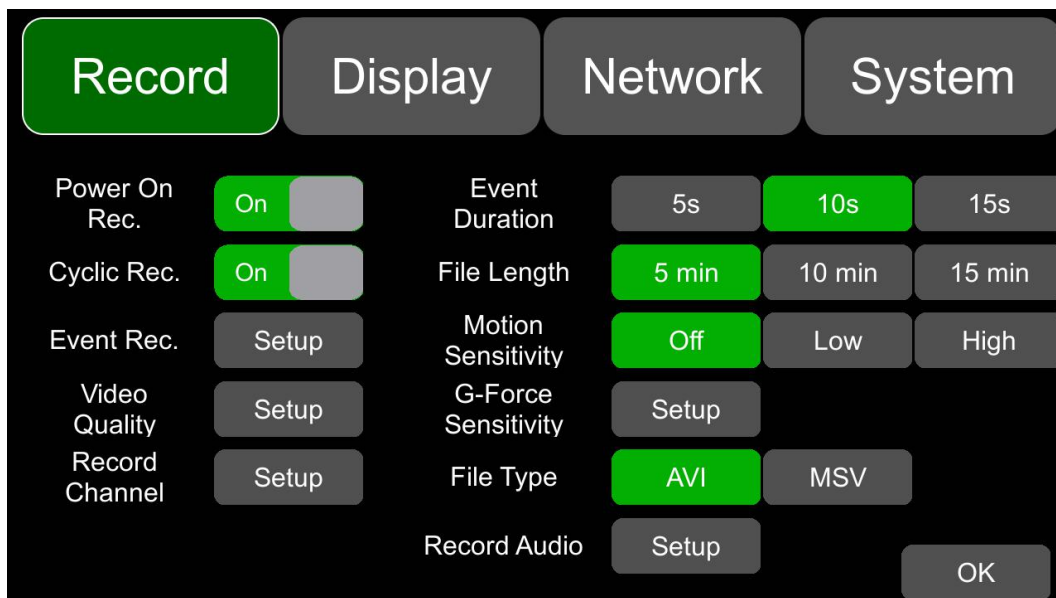 Record Display Network System
Power On
Rec.
On
Event
Duration
5s 10s 15s
Cyclic Rec.
On
File Length
5 min 10 min 15 min
Event Rec.
Setup
Motion
Sensitivity
Off Low High
Video
Quality
Setup
G-Force
Sensitivity
Setup
Record
Channel
Setup
File Type
AVI MSV
Record Audio
Setup
OK